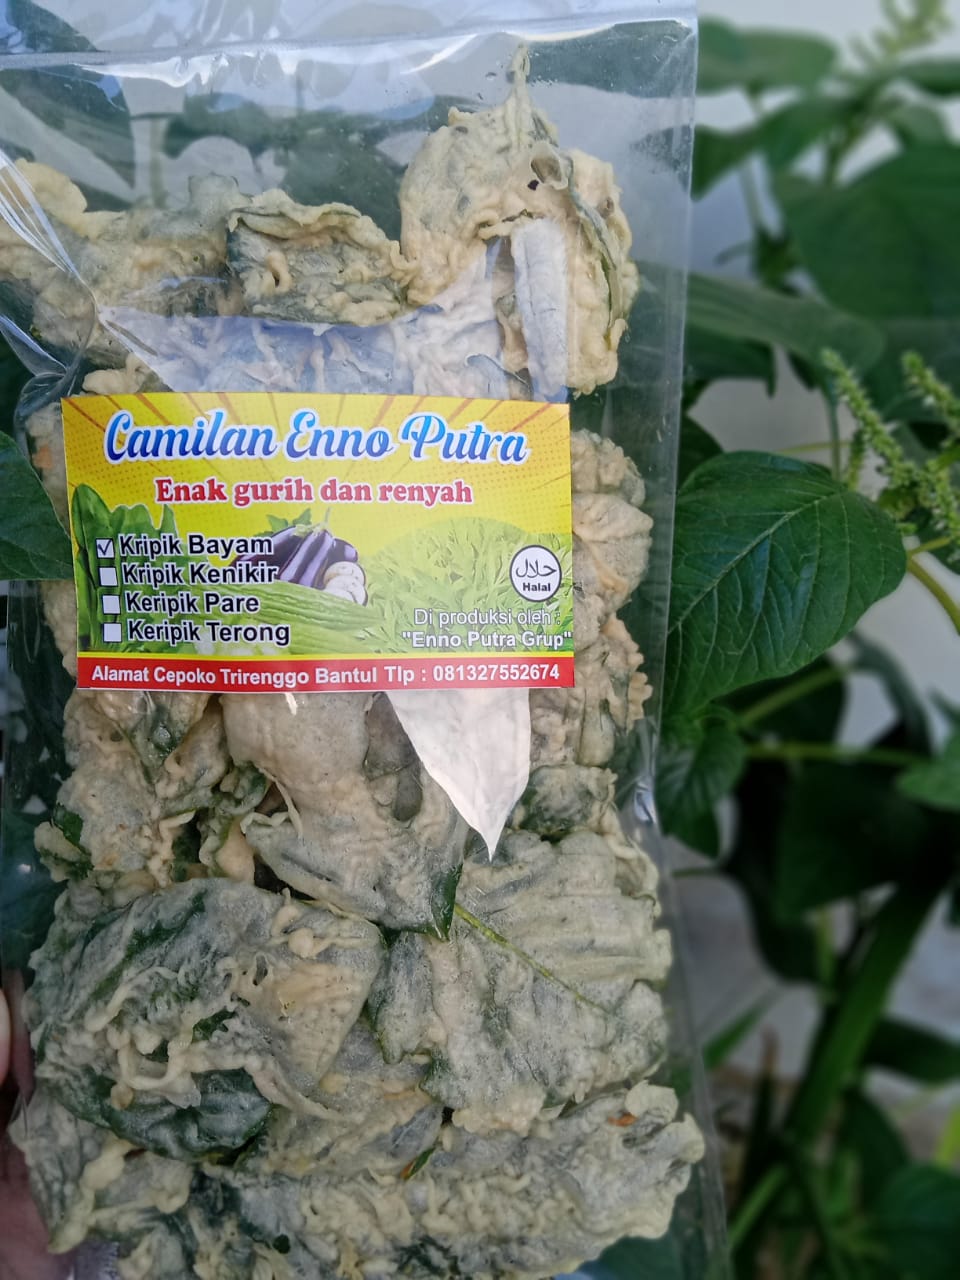 Camilan Enno Putra
Enak gurih dan renyah
Kripik Bayam
Kripik Kenikir
Keripik Pare
Keripik Terong
حلال
Halal
Di produksi oleh :
"Enno Putra Grup"
Alamat Cepoko Trirenggo Bantul Tlp : 081327552674